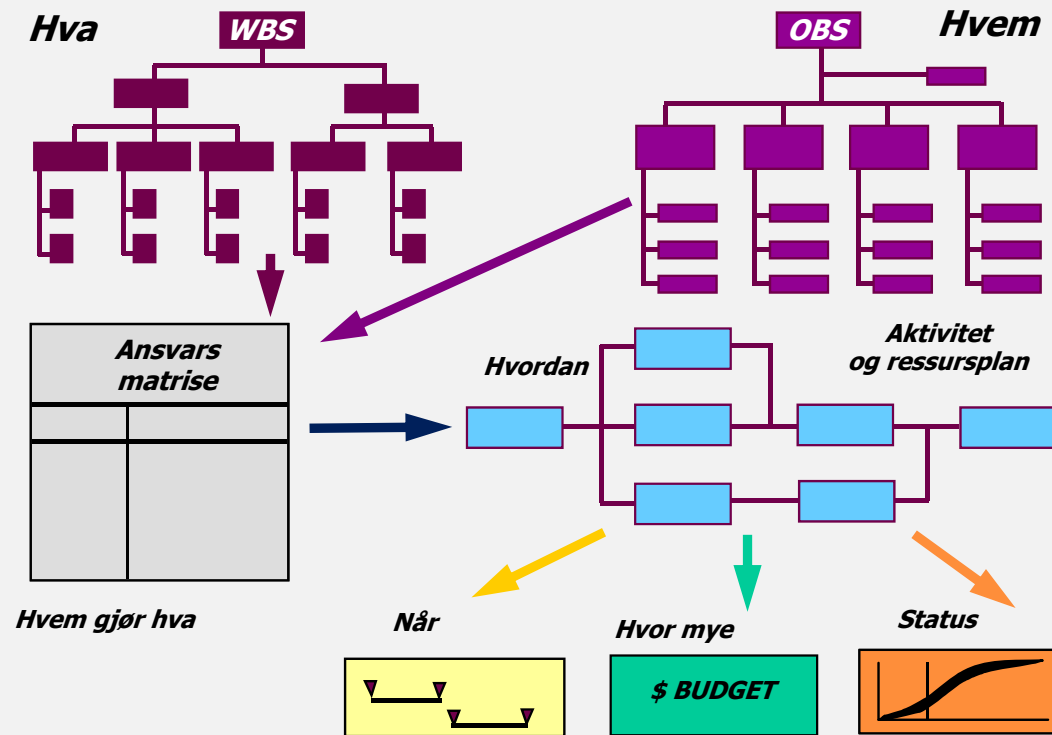 Hva
WBS
OBS
Hvem
Ansvars
matrise
Hvordan
Aktivitet
og ressursplan
Hvem gjør hva
Når
Hvor mye
Status
$ BUDGET